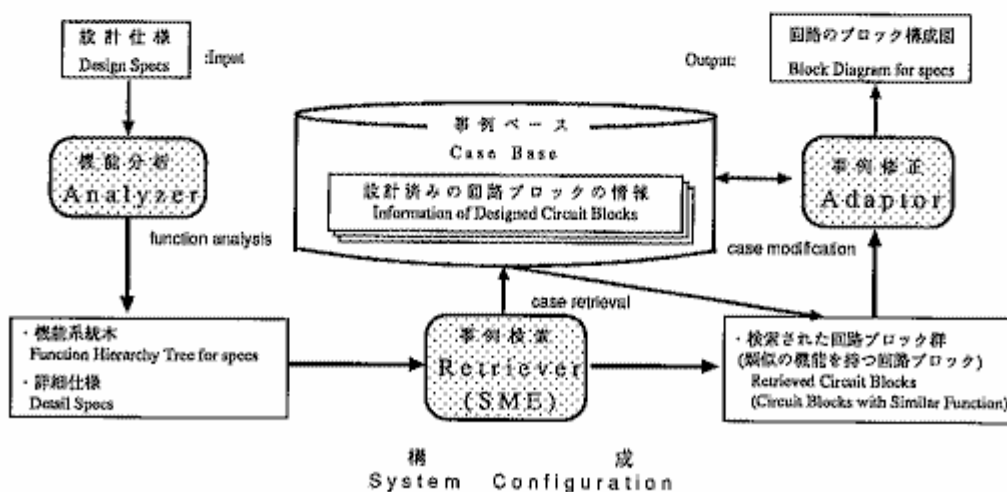 設計仕様
Design Specs
:Input
Output:
回路のブロック構成図
Block Diagram for specs
事例ベース
Case Base
設計済みの回路ブロックの情報
Information of Designed Circuit Blocks
機能分析
Analyzer
function analysis
事例修正
Adaptor
case modification
・機能系統木
Function Hierarchy Tree for specs
・詳細仕様
Detail Specs
case retrieval
事例検索
Retriever
(SME)
・検索された回路ブロック群
(類似の機能を持つ回路ブロック)
Retrieved Circuit Blocks
(Circuit Blocks with Similar Function)
構成
System Configuration